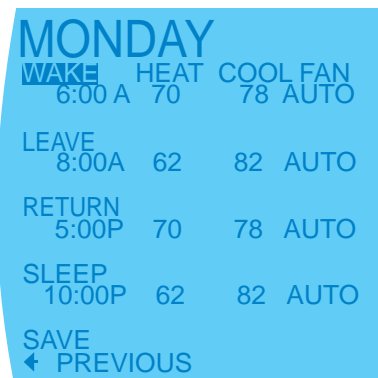 MONDAY
WAKE HEAT COOL FAN
6:00 A 70 78 AUTO
LEAVE
8:00A 62 82 AUTO
RETURN
5:00P 70 78 AUTO
SLEEP
10:00P 62 82 AUTO
SAVE
PREVIOUS